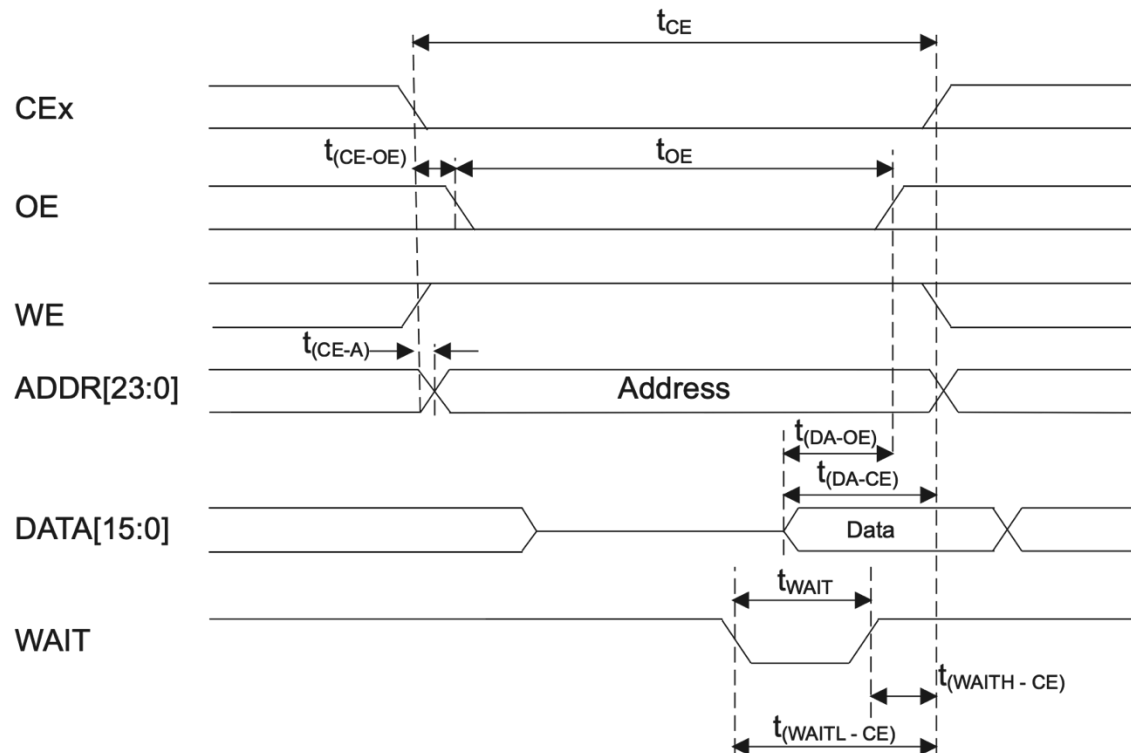 tCE
CEx
t(CE-OE)
tOE
OE
WE
t(CE-A)
ADDR[23:0]
Address
t(DA-OE)
t(DA-CE)
DATA[15:0]
Data
tWAIT
WAIT
t(WAITH - CE)
t(WAITL - CE)